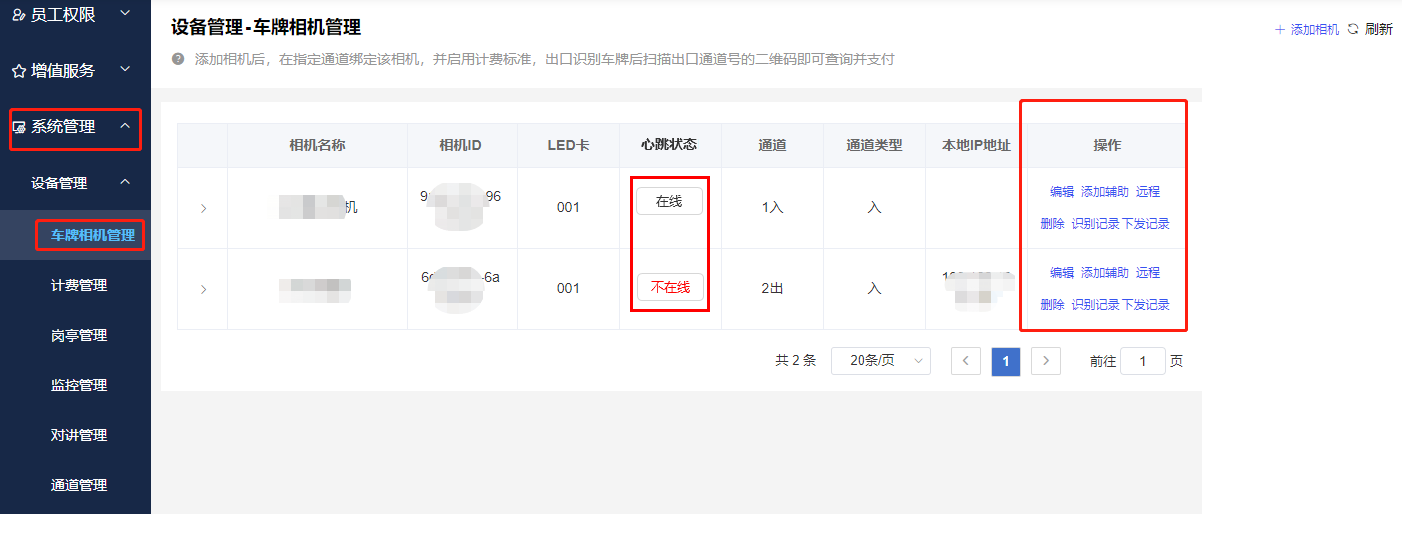 员工权限
增值服务
系统管理
设备管理
车牌相机管理
计费管理
岗亭管理
监控管理
对讲管理
通道管理
设备管理-车牌相机管理
+ 添加相机 刷新
添加相机后，在指定通道绑定该相机，并启用计费标准，出口识别车牌后扫描出口通道号的二维码即可查询并支付
相机名称 相机ID LED卡 心跳状态 通道 通道类型 本地IP地址 操作
机 9 96 001 在线 1入 入 编辑 添加辅助 远程
删除 识别记录 下发记录
6 6a 001 不在线 2出 入 编辑 添加辅助 远程
删除 识别记录 下发记录
共 2 条 20条/页 1 前往 1 页